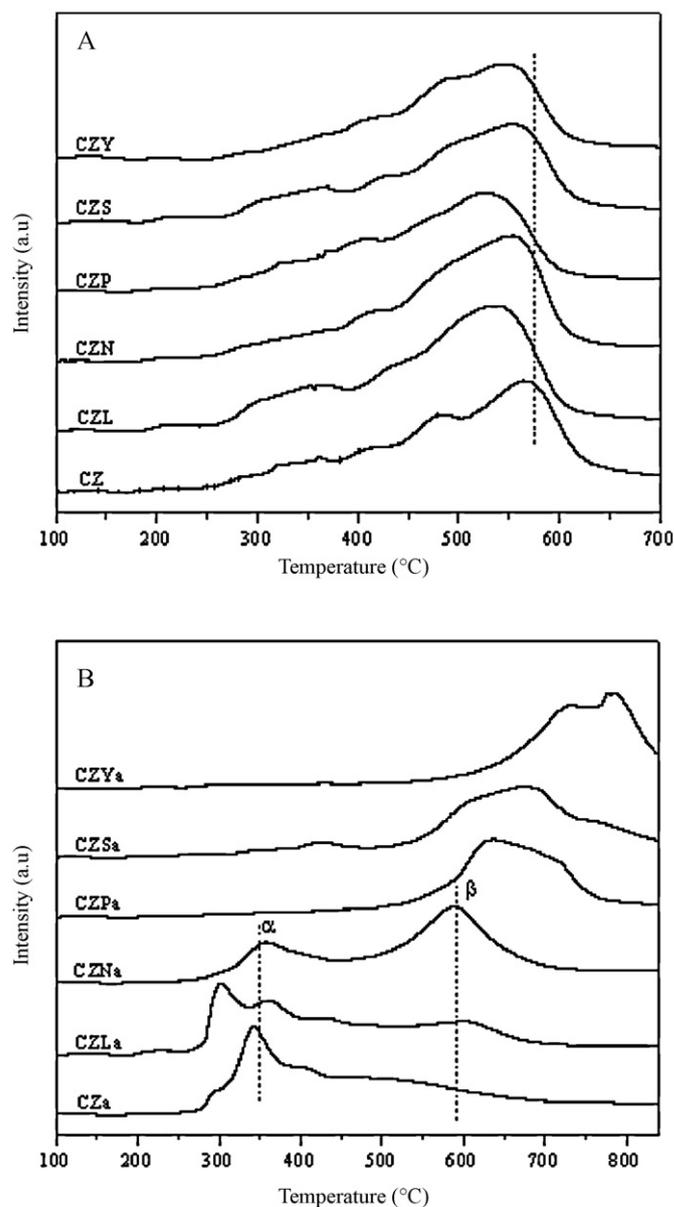 A
CZY
CZS
CZP
CZN
CZL
CZ
Intensity (a.u)
100 200 300 400 500 600 700
Temperature (°C)
B
CZYa
CZSa
CZPa
β
α
CZNa
CZLa
CZa
Intensity (a.u)
100 200 300 400 500 600 700 800
Temperature (°C)